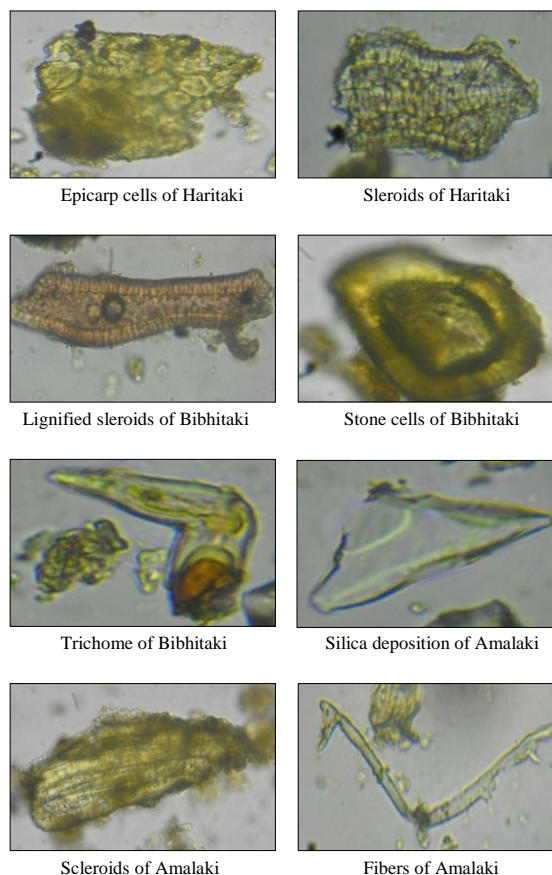 Epicarp cells of Haritaki
Sleroids of Haritaki
Lignified sleroids of Bibhitaki
Stone cells of Bibhitaki
Trichome of Bibhitaki
Silica deposition of Amalaki
Scleroids of Amalaki
Fibers of Amalaki